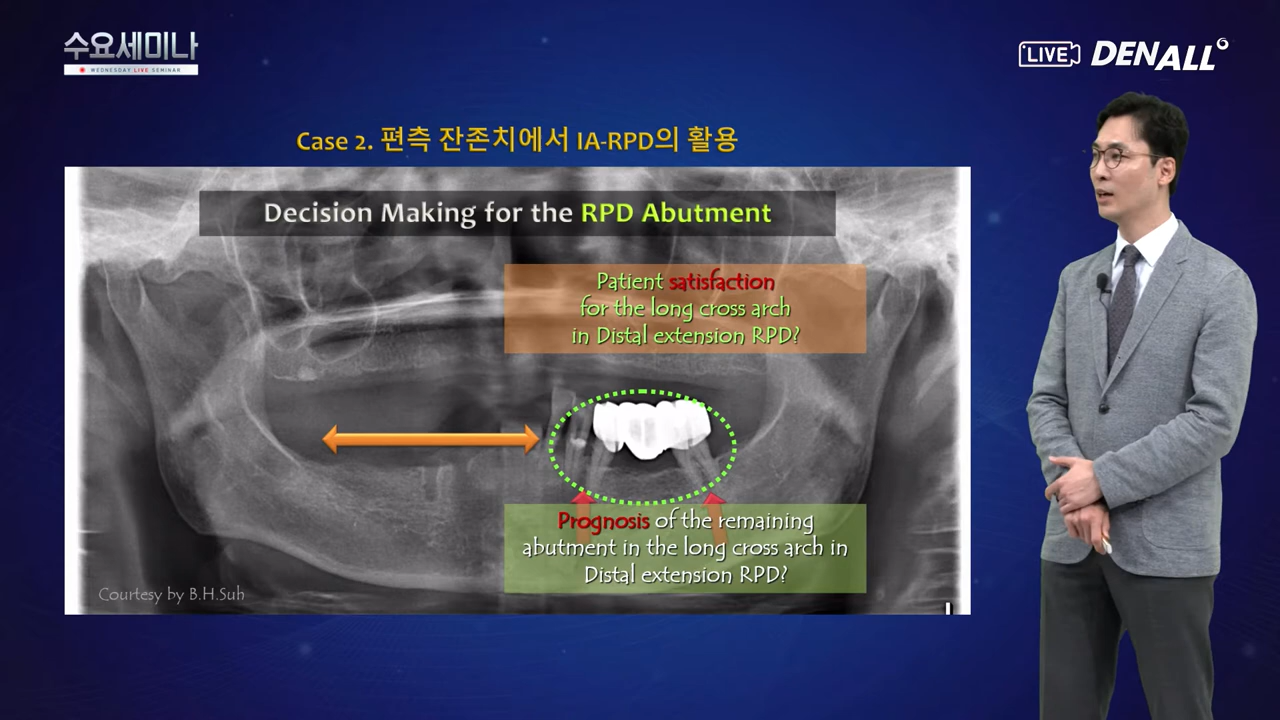 수요세미나
WEDNESDAY LIVE SEMINAR
LIVE
DENALL
Case 2. 편측 잔존치에서 IA-RPD의 활용
Decision Making for the RPD Abutment
Patient satisfaction
for the long cross arch
in Distal extension RPD?
Prognosis of the remaining
abutment in the long cross arch in
Distal extension RPD?
Courtesy by B.H.Suh